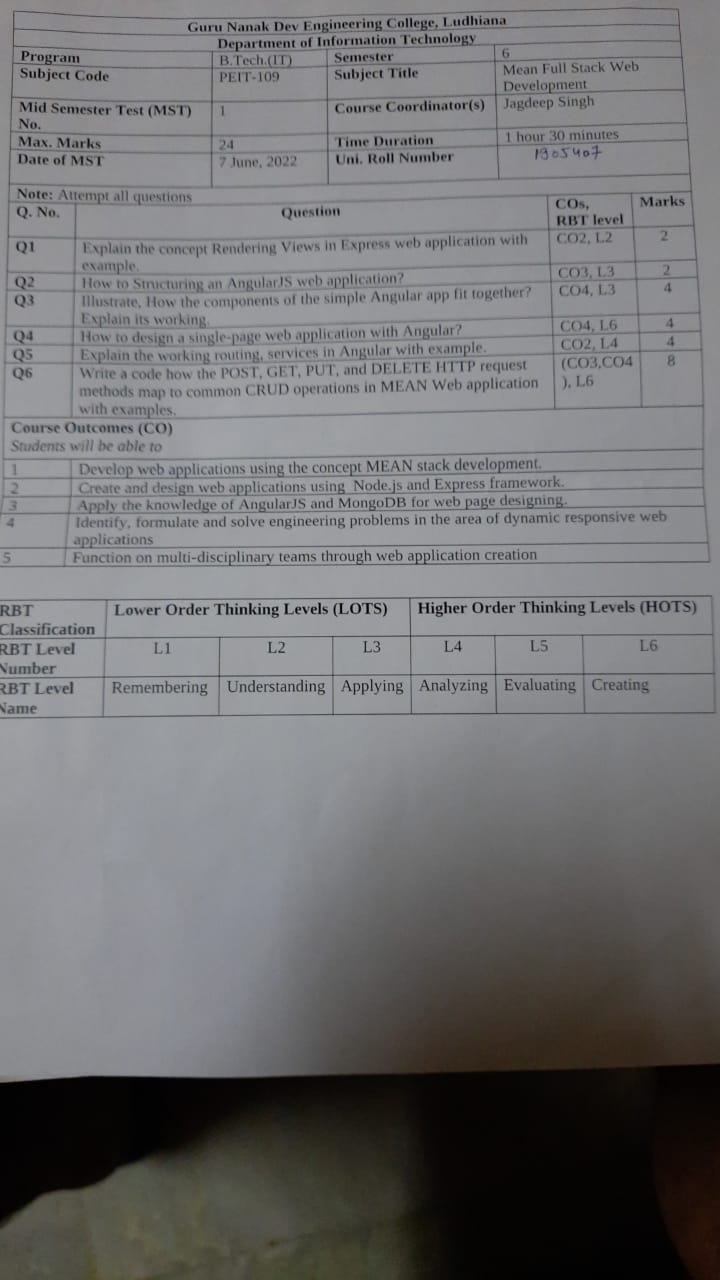 Guru Nanak Dev Engineering College, Ludhiana
Department of Information Technology
Program B.Tech.(IT) Semester 6
Subject Code PEIT-109 Subject Title Mean Full Stack Web
Development
Mid Semester Test (MST) 1 Course Coordinator(s) Jagdeep Singh
No.
Max. Marks 24 Time Duration 1 hour 30 minutes
Date of MST 7 June, 2022 Uni. Roll Number 1905407
Note: Attempt all questions
Q. No. Question COs, Marks
RBT level
Q1 Explain the concept Rendering Views in Express web application with CO2, L2 2
example.
Q2 How to Structuring an AngularJS web application? CO3, L3 2
Q3 Illustrate, How the components of the simple Angular app fit together? CO4, L3 4
Explain its working.
Q4 How to design a single-page web application with Angular? CO4, L6 4
Q5 Explain the working routing, services in Angular with example. CO2, L4 4
Q6 Write a code how the POST, GET, PUT, and DELETE HTTP request (CO3,CO4 8
methods map to common CRUD operations in MEAN Web application ), L6
with examples.
Course Outcomes (CO)
Students will be able to
1 Develop web applications using the concept MEAN stack development.
2 Create and design web applications using Node.js and Express framework.
3 Apply the knowledge of AngularJS and MongoDB for web page designing.
4 Identify, formulate and solve engineering problems in the area of dynamic responsive web
applications
5 Function on multi-disciplinary teams through web application creation
RBT Lower Order Thinking Levels (LOTS) Higher Order Thinking Levels (HOTS)
Classification
RBT Level L1 L2 L3 L4 L5 L6
Number
RBT Level Remembering Understanding Applying Analyzing Evaluating Creating
Name